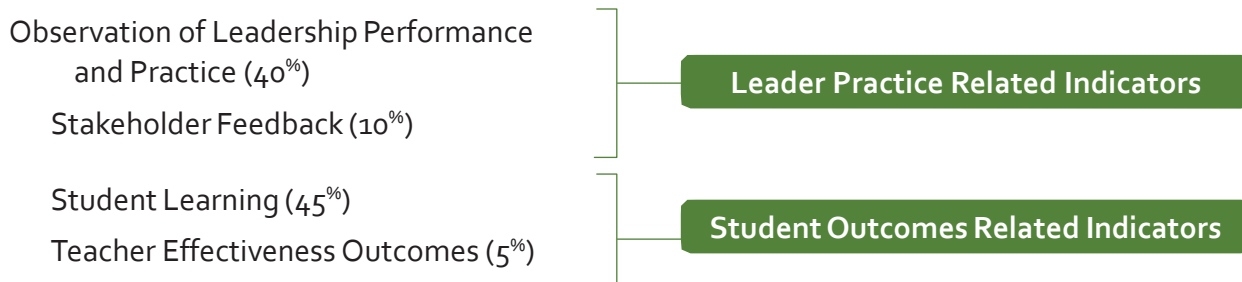 Observation of Leadership Performance
and Practice (40%)
Leader Practice Related Indicators
Stakeholder Feedback (10%)
Student Learning (45%)
Student Outcomes Related Indicators
Teacher Effectiveness Outcomes (5%)